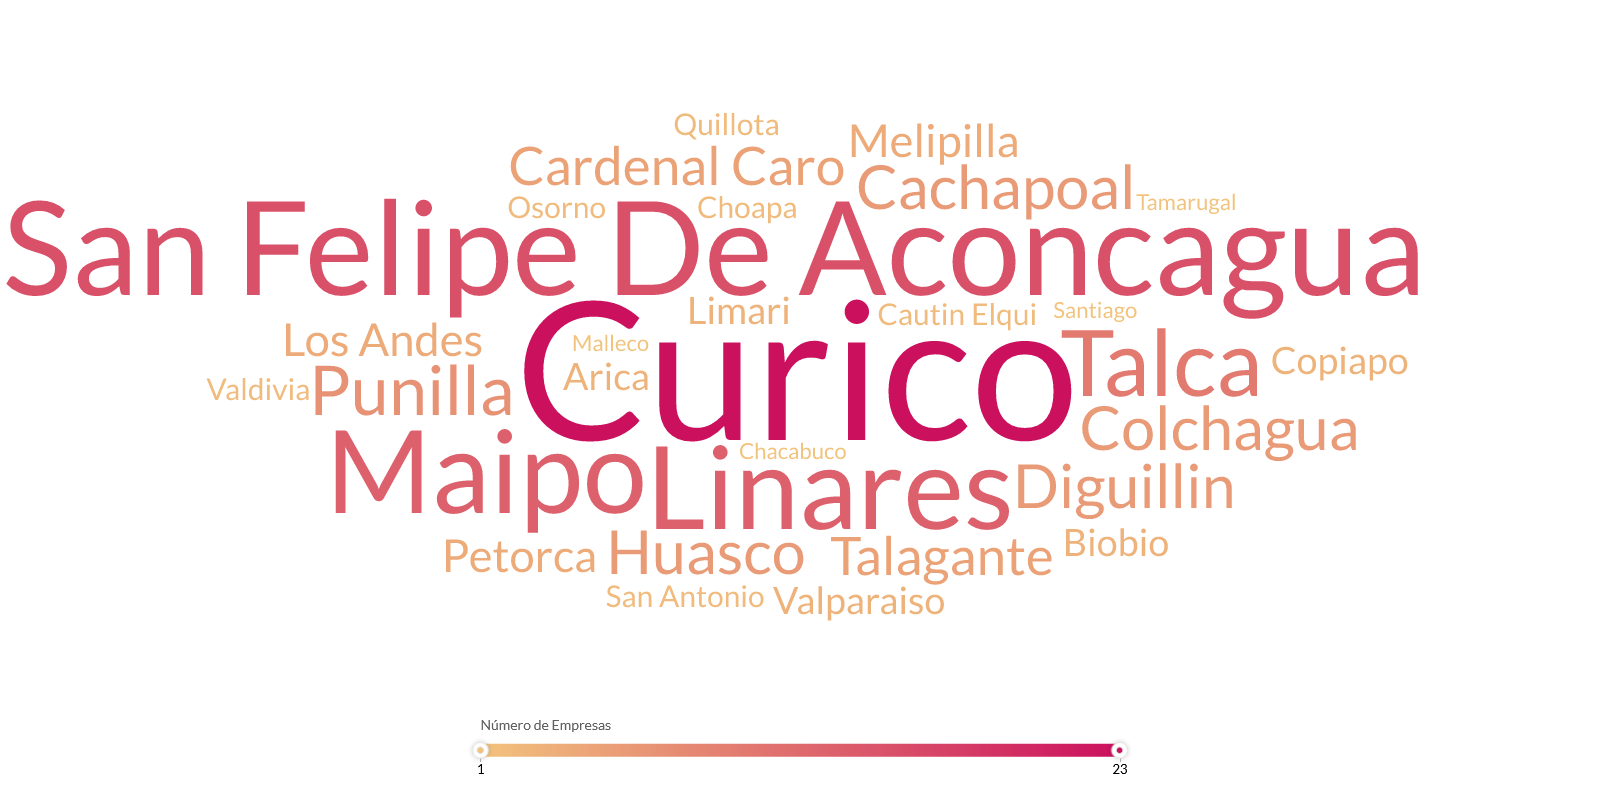 Quillota
Melipilla
Cardenal Caro
Cachapoal
Tamarugal
Osorno
Choapa
San Felipe De Aconcagua
Limari
Cautin
Elqui
Santiago
Los Andes
Malleco
Curico
Talca
Copiapo
Valdivia
Punilla
Arica
Colchagua
Chacabuco
Maipo
Linares
Diguillin
Petorca
Huasco
Talagante
Biobio
San Antonio
Valparaiso
Número de Empresas
1
23